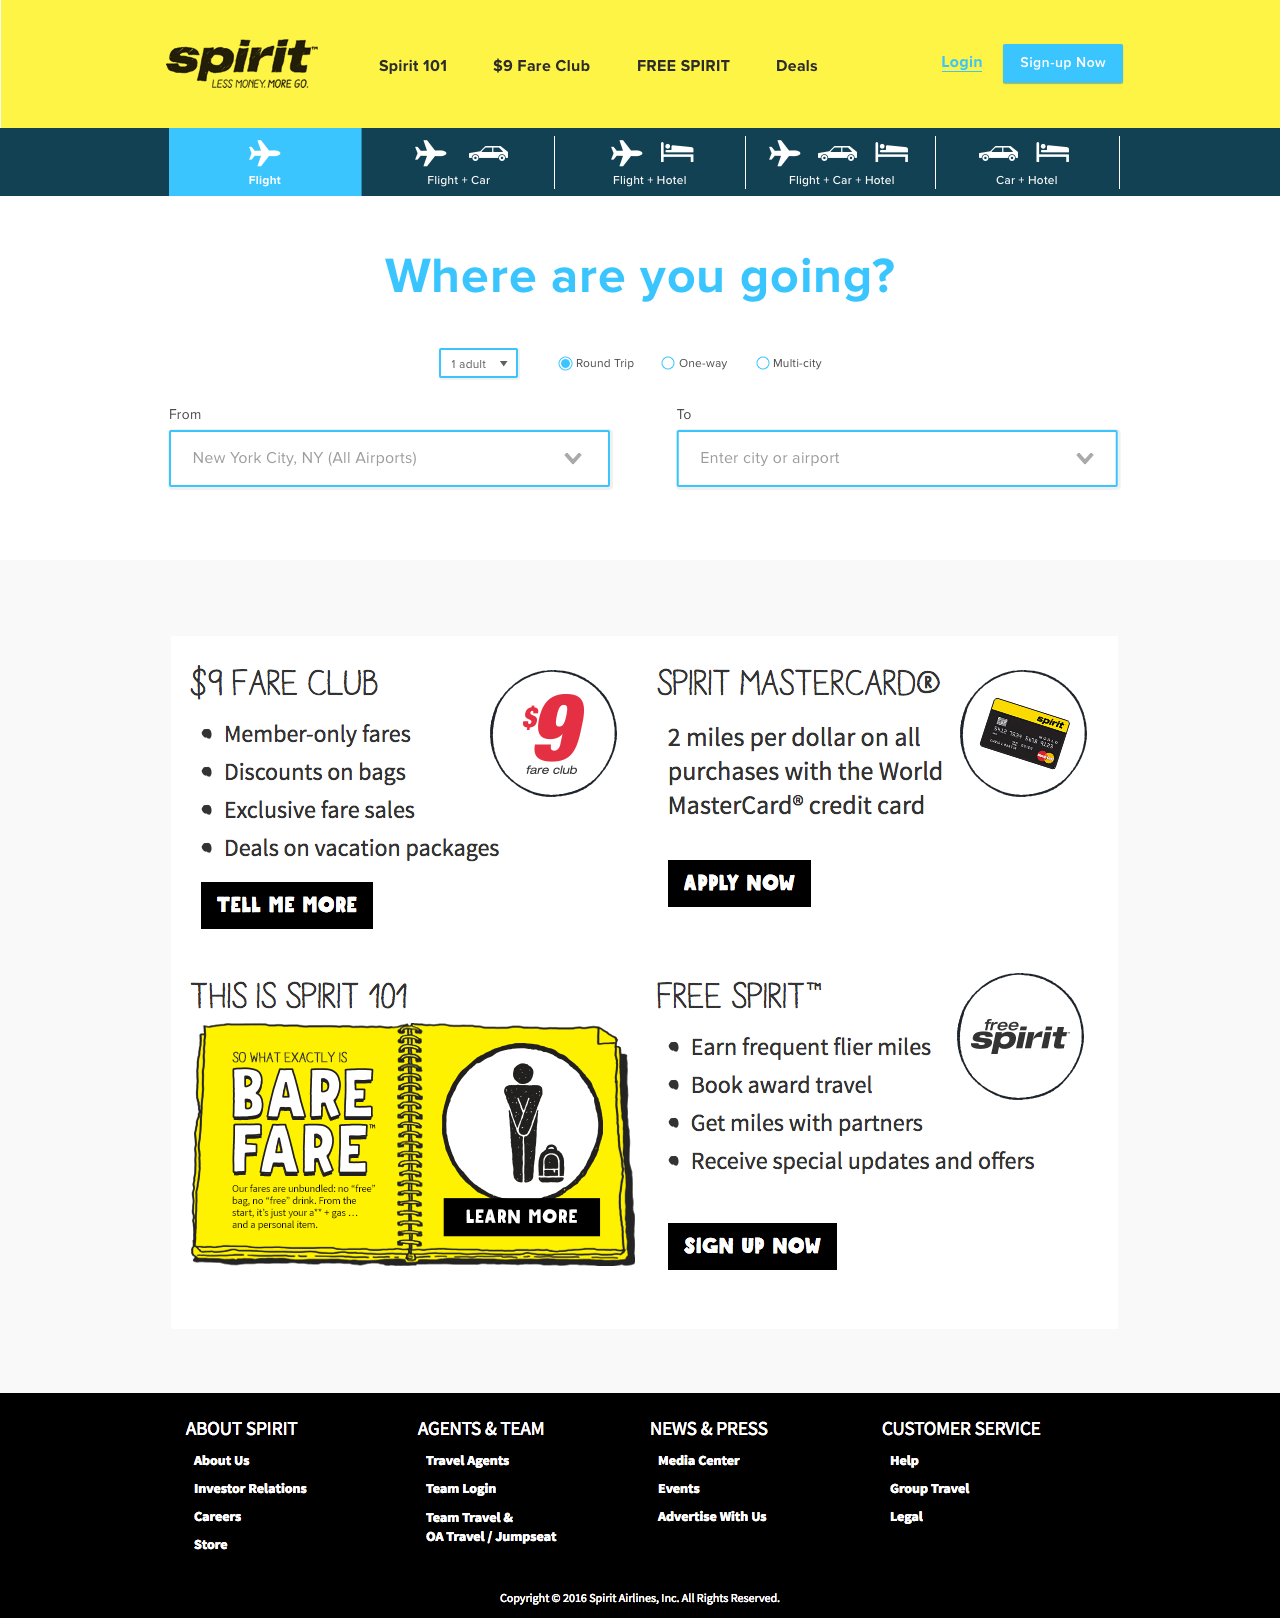 spirit™
LESS MONEY. MORE GO.
Spirit 101
$9 Fare Club
FREE SPIRIT
Deals
Login
Sign-up Now
Flight
Flight + Car
Flight + Hotel
Flight + Car + Hotel
Car + Hotel
Where are you going?
1 adult
Round Trip
One-way
Multi-city
From
To
New York City, NY (All Airports)
Enter city or airport
$9 FARE CLUB
Member-only fares
Discounts on bags
Exclusive fare sales
Deals on vacation packages
TELL ME MORE
$9
fare club
SPIRIT MASTERCARD®
2 miles per dollar on all
purchases with the World
MasterCard® credit card
APPLY NOW
spirit
THIS IS SPIRIT 101
SO WHAT EXACTLY IS
BARE
FARE™
Our fares are unbundled: no "free"
bag, no "free" drink. From the
start, it's just your a** + gas ...
and a personal item.
LEARN MORE
FREE SPIRIT™
Earn frequent flier miles
Book award travel
Get miles with partners
Receive special updates and offers
SIGN UP NOW
free
spirit
ABOUT SPIRIT
About Us
Investor Relations
Careers
Store
AGENTS & TEAM
Travel Agents
Team Login
Team Travel &
OA Travel / Jumpseat
NEWS & PRESS
Media Center
Events
Advertise With Us
CUSTOMER SERVICE
Help
Group Travel
Legal
Copyright © 2016 Spirit Airlines, Inc. All Rights Reserved.